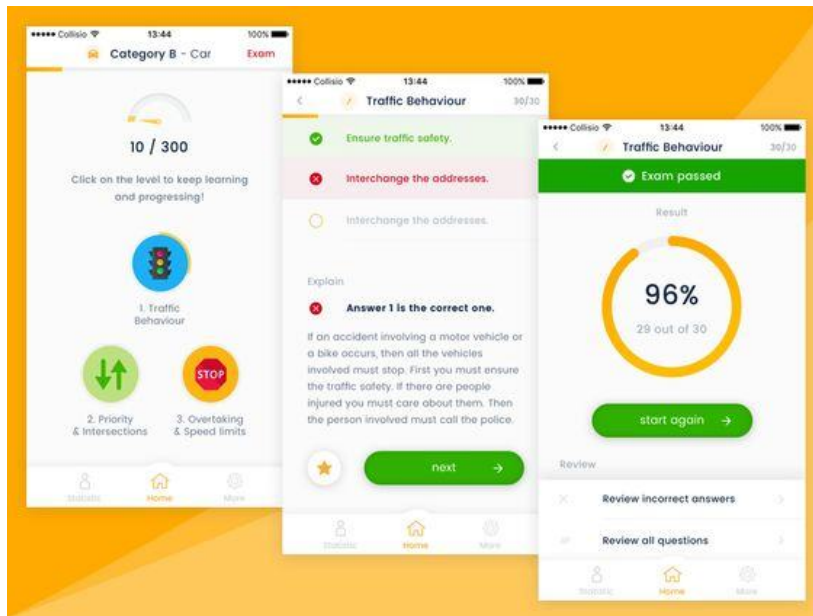 Collisio 13:44 100%
Category B - Car Exam
10 / 300
Click on the level to keep learning
and progressing!
1. Traffic
Behaviour
STOP
2. Priority
& Intersections
3. Overtaking
& Speed limits
Statistic Home More
Collisio 13:44 100%
Traffic Behaviour 30/30
Ensure traffic safety.
Interchange the addresses.
Interchange the addresses.
Explain
Answer 1 is the correct one.
If an accident involving a motor vehicle or
a bike occurs, then all the vehicles
involved must stop. First you must ensure
the traffic safety. If there are people
injured you must care about them. Then
the person involved must call the police.
next
Statistic Home More
Collisio 13:44 100%
Traffic Behaviour 30/30
Exam passed
Result
96%
29 out of 30
start again
Review
Review incorrect answers
Review all questions
Statistic Home More